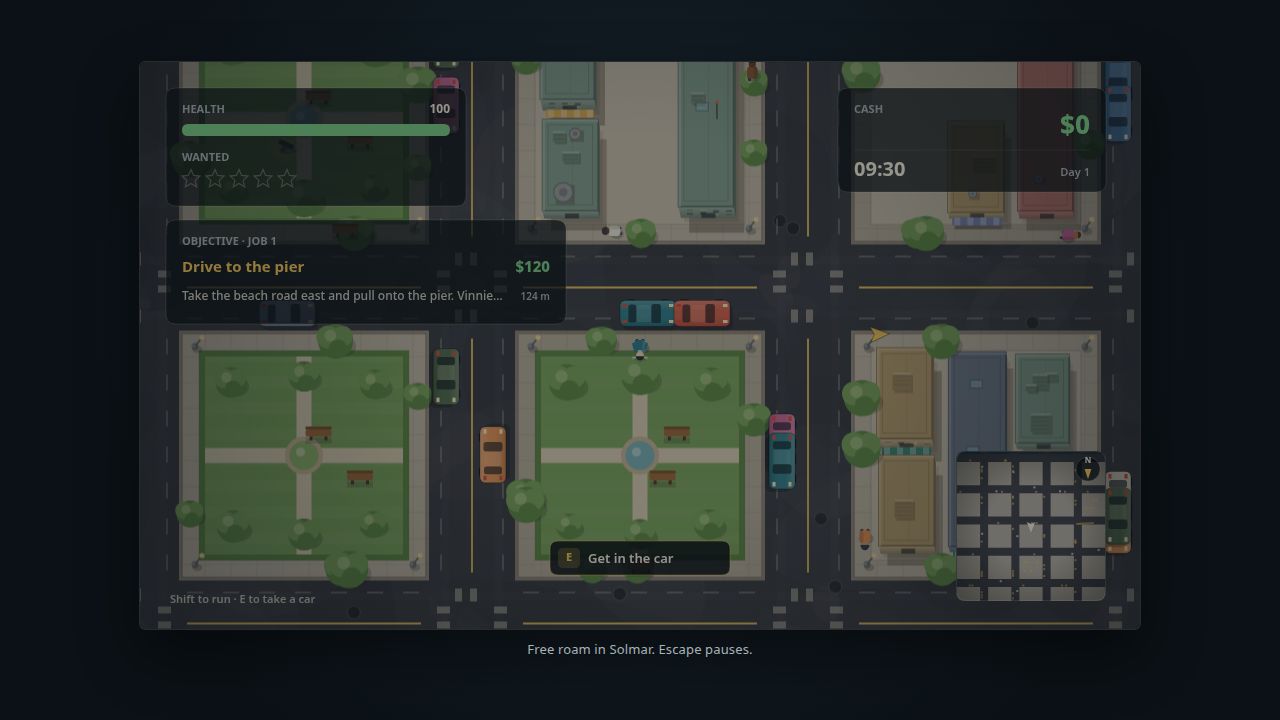 HEALTH 100
WANTED
CASH
$0
09:30 Day 1
OBJECTIVE · JOB 1
Drive to the pier $120
Take the beach road east and pull onto the pier. Vinnie... 124 m
N
E Get in the car
Shift to run · E to take a car
Free roam in Solmar. Escape pauses.